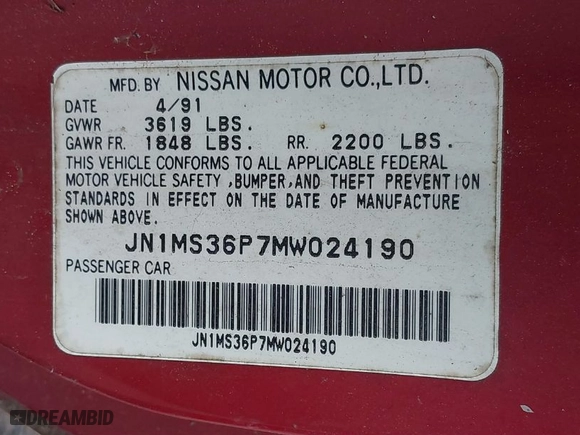 MFD. BY NISSAN MOTOR CO.,LTD.
DATE 4/91
GVWR 3619 LBS.
GAWR FR. 1848 LBS. RR. 2200 LBS.
THIS VEHICLE CONFORMS TO ALL APPLICABLE FEDERAL
MOTOR VEHICLE SAFETY ,BUMPER,AND THEFT PREVENTION
STANDARDS IN EFFECT ON THE DATE OF MANUFACTURE
SHOWN ABOVE.
JN1MS36P7MW024190
PASSENGER CAR
JN1MS36P7MW024190
DREAMBID